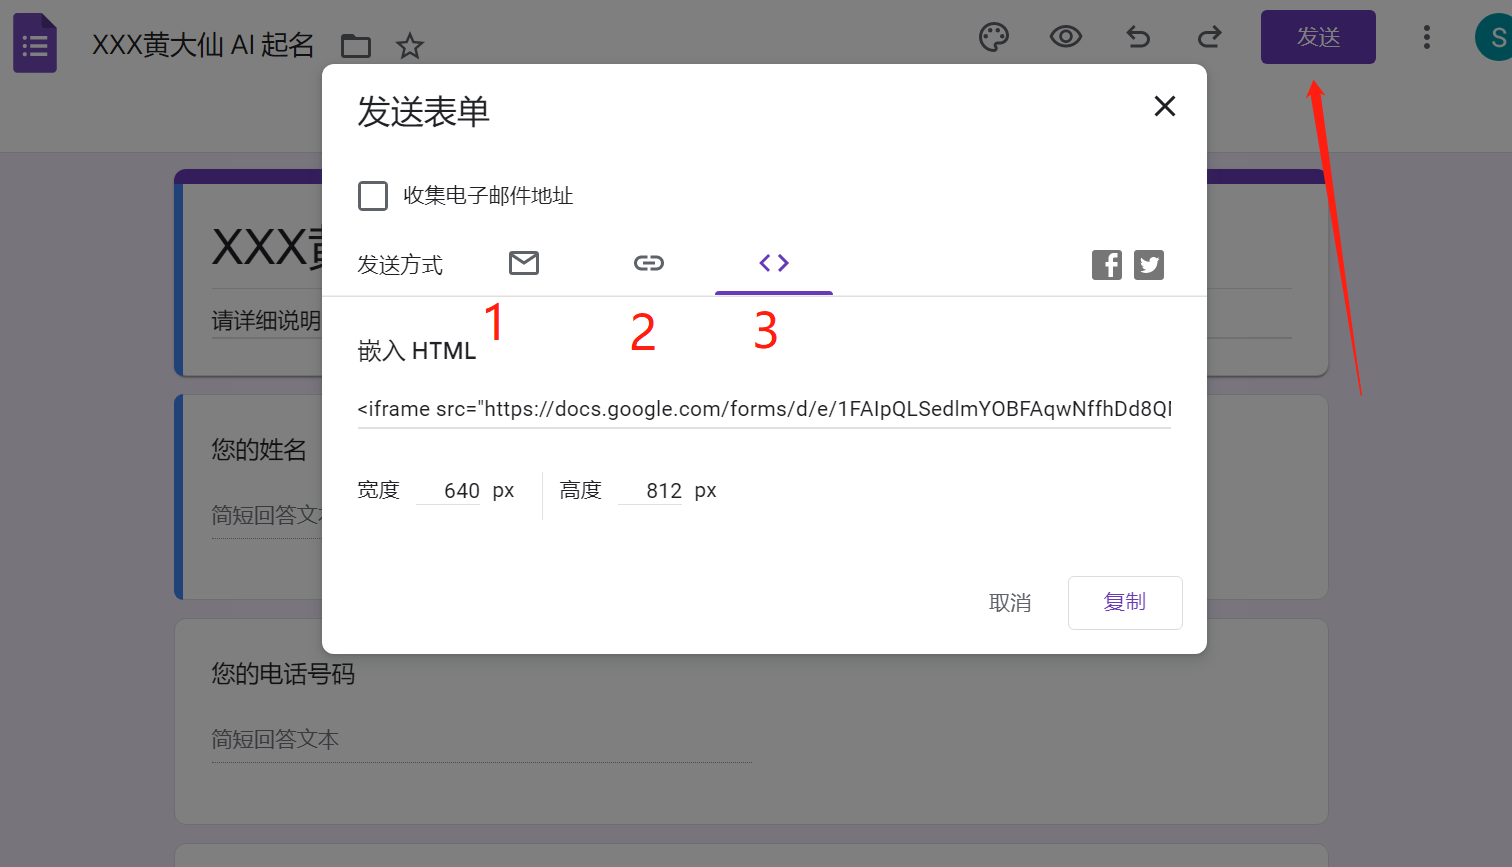 XXX黄大仙 AI 起名
发送
S
发送表单
收集电子邮件地址
发送方式
1
2
3
嵌入 HTML
<iframe src="https://docs.google.com/forms/d/e/1FAIpQLSedlmYOBFAqwNffhDd8QI
宽度 640 px
高度 812 px
取消
复制
XXX黄
请详细说明
您的姓名
简短回答文本
您的电话号码
简短回答文本